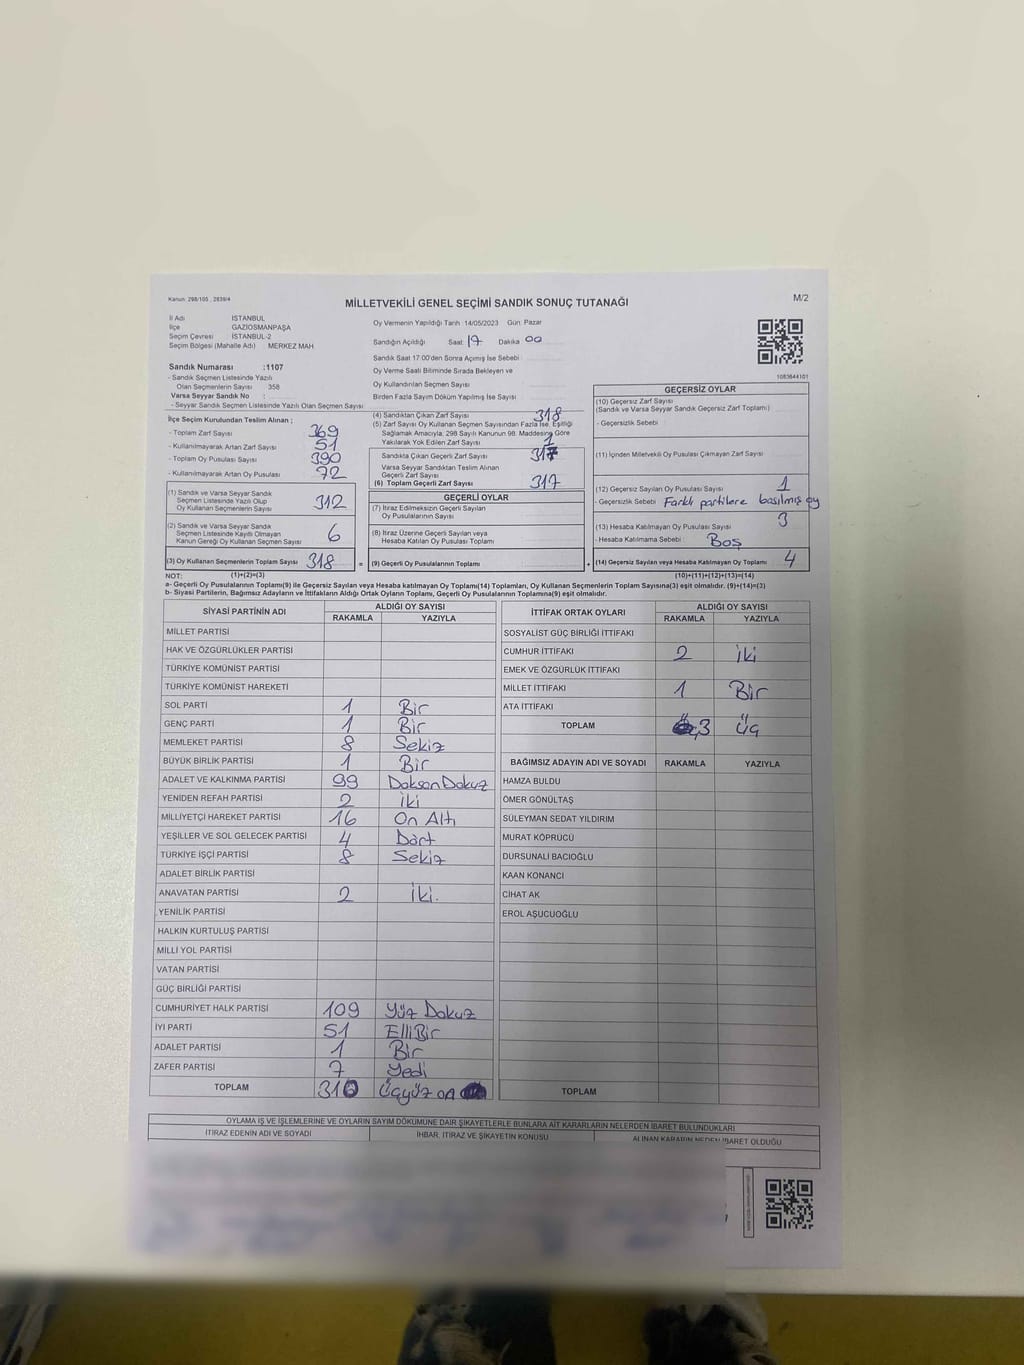 Kanun: 298/105 , 2839/4
MİLLETVEKİLİ GENEL SEÇİMİ SANDIK SONUÇ TUTANAĞI
M/2
İl Adı İSTANBUL
İlçe GAZİOSMANPAŞA
Seçim Çevresi İSTANBUL-2
Seçim Bölgesi (Mahalle Adı) MERKEZ MAH.
Sandık Numarası :1107
- Sandık Seçmen Listesinde Yazılı
Olan Seçmenlerin Sayısı 358
Varsa Seyyar Sandık No :
- Seyyar Sandık Seçmen Listesinde Yazılı Olan Seçmen Sayısı
Oy Vermenin Yapıldığı Tarih :14/05/2023 Gün: Pazar
Sandığın Açıldığı Saat: 17 Dakika: 00
Sandık Saat 17:00'den Sonra Açmış İse Sebebi
Oy Verme Saati Bitiminde Sırada Bekleyen ve
Oy Kullandırılan Seçmen Sayısı
Birden Fazla Sayım Döküm Yapılmış İse Sayısı
1083644101
İlçe Seçim Kurulundan Teslim Alınan ;
- Toplam Zarf Sayısı 369
- Kullanılmayarak Artan Zarf Sayısı 51
- Toplam Oy Pusulası Sayısı 390
- Kullanılmayarak Artan Oy Pusulası 72
(1) Sandık ve Varsa Seyyar Sandık
Seçmen Listesinde Yazılı Olup
Oy Kullanan Seçmenlerin Sayısı 312
(2) Sandık ve Varsa Seyyar Sandık
Seçmen Listesinde Kayıtlı Olmayan
Kanun Gereği Oy Kullanan Seçmen Sayısı 6
(3) Oy Kullanan Seçmenlerin Toplam Sayısı 318
(4) Sandıktan Çıkan Zarf Sayısı 318
(5) Zarf Sayısı Oy Kullanan Seçmen Sayısından Fazla İse, Eşitliği
Sağlamak Amacıyla, 298 Sayılı Kanunun 98. Maddesine Göre
Yakılarak Yok Edilen Zarf Sayısı 1
Sandıkta Çıkan Geçerli Zarf Sayısı 317
Varsa Seyyar Sandıktan Teslim Alınan
Geçerli Zarf Sayısı
(6) Toplam Geçerli Zarf Sayısı 317
GEÇERLİ OYLAR
(7) İtiraz Edilmeksizin Geçerli Sayılan
Oy Pusulalarının Sayısı
(8) İtiraz Üzerine Geçerli Sayılan veya
Hesaba Katılan Oy Pusulası Toplamı
= (9) Geçerli Oy Pusulalarının Toplamı
GEÇERSİZ OYLAR
(10) Geçersiz Zarf Sayısı
(Sandık ve Varsa Seyyar Sandık Geçersiz Zarf Toplamı)
- Geçersizlik Sebebi
(11) İçinden Milletvekili Oy Pusulası Çıkmayan Zarf Sayısı
(12) Geçersiz Sayılan Oy Pusulası Sayısı 1
- Geçersizlik Sebebi Farklı partilere basılmış oy
(13) Hesaba Katılmayan Oy Pusulası Sayısı 3
- Hesaba Katılmama Sebebi : Boş
+ (14) Geçersiz Sayılan veya Hesaba Katılmayan Oy Toplamı 4
NOT: (1)+(2)=(3) (10)+(11)+(12)+(13)=(14)
a- Geçerli Oy Pusulalarının Toplamı(9) ile Geçersiz Sayılan veya Hesaba katılmayan Oy Toplamı(14) Toplamları, Oy Kullanan Seçmenlerin Toplam Sayısına(3) eşit olmalıdır. (9)+(14)=(3)
b- Siyasi Partilerin, Bağımsız Adayların ve İttifakların Aldığı Ortak Oyların Toplamı, Geçerli Oy Pusulalarının Toplamına(9) eşit olmalıdır.
SİYASİ PARTİNİN ADI ALDIĞI OY SAYISI
RAKAMLA YAZIYLA
MİLLET PARTİSİ
HAK VE ÖZGÜRLÜKLER PARTİSİ
TÜRKİYE KOMÜNİST PARTİSİ
TÜRKİYE KOMÜNİST HAREKETİ
SOL PARTİ 1 Bir
GENÇ PARTİ 1 Bir
MEMLEKET PARTİSİ 8 Sekiz
BÜYÜK BİRLİK PARTİSİ 1 Bir
ADALET VE KALKINMA PARTİSİ 99 Doksan Dokuz
YENİDEN REFAH PARTİSİ 2 iki
MİLLİYETÇİ HAREKET PARTİSİ 16 On Altı
YEŞİLLER VE SOL GELECEK PARTİSİ 4 Dört
TÜRKİYE İŞÇİ PARTİSİ 8 Sekiz
ADALET BİRLİK PARTİSİ
ANAVATAN PARTİSİ 2 İki.
YENİLİK PARTİSİ
HALKIN KURTULUŞ PARTİSİ
MİLLİ YOL PARTİSİ
VATAN PARTİSİ
GÜÇ BİRLİĞİ PARTİSİ
CUMHURİYET HALK PARTİSİ 109 Yüz Dokuz
İYİ PARTİ 51 Elli Bir
ADALET PARTİSİ 1 Bir
ZAFER PARTİSİ 7 Yedi
TOPLAM 310 Üçyüz on
İTTİFAK ORTAK OYLARI ALDIĞI OY SAYISI
RAKAMLA YAZIYLA
SOSYALİST GÜÇ BİRLİĞİ İTTİFAKI
CUMHUR İTTİFAKI 2 iki
EMEK VE ÖZGÜRLÜK İTTİFAKI
MİLLET İTTİFAKI 1 Bir
ATA İTTİFAKI
TOPLAM 3 Üç
BAĞIMSIZ ADAYIN ADI VE SOYADI RAKAMLA YAZIYLA
HAMZA BULDU
ÖMER GÖNÜLTAŞ
SÜLEYMAN SEDAT YILDIRIM
MURAT KÖPRÜCÜ
DURSUNALİ BACIOĞLU
KAAN KONANCİ
CİHAT AK
EROL AŞUCUOĞLU
TOPLAM
OYLAMA İŞ VE İŞLEMLERİNE VE OYLARIN SAYIM DÖKÜMÜNE DAİR ŞİKAYETLERLE BUNLARA AİT KARARLARIN NELERDEN İBARET BULUNDUKLARI
İTİRAZ EDENİN ADI VE SOYADI İHBAR, İTİRAZ VE ŞİKAYETİN KONUSU ALINAN KARARIN NEDEN İBARET OLDUĞU